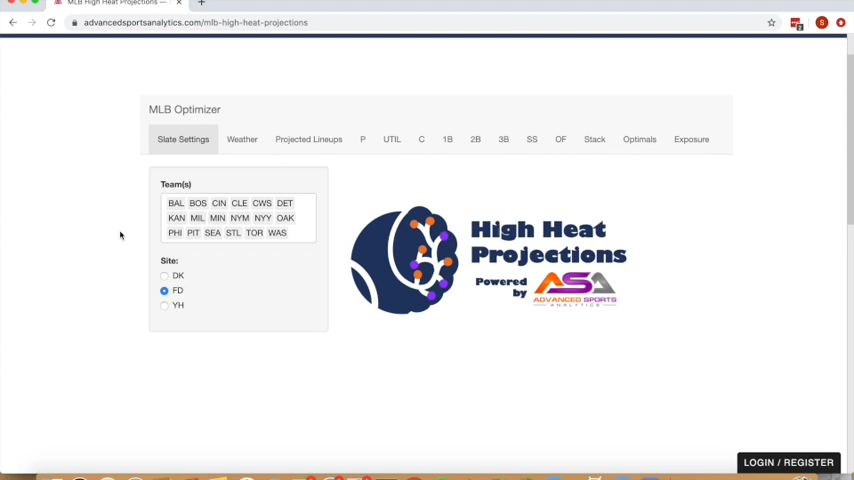 MLB High Heat Projections —
advancedsportsanalytics.com/mlb-high-heat-projections
S
2
MLB Optimizer
Slate Settings Weather Projected Lineups P UTIL C 1B 2B 3B SS OF Stack Optimals Exposure
Team(s)
BAL BOS CIN CLE CWS DET
KAN MIL MIN NYM NYY OAK
PHI PIT SEA STL TOR WAS
Site:
DK
FD
YH
High Heat
Projections
Powered
by
ASA
ADVANCED SPORTS
ANALYTICS
LOGIN / REGISTER